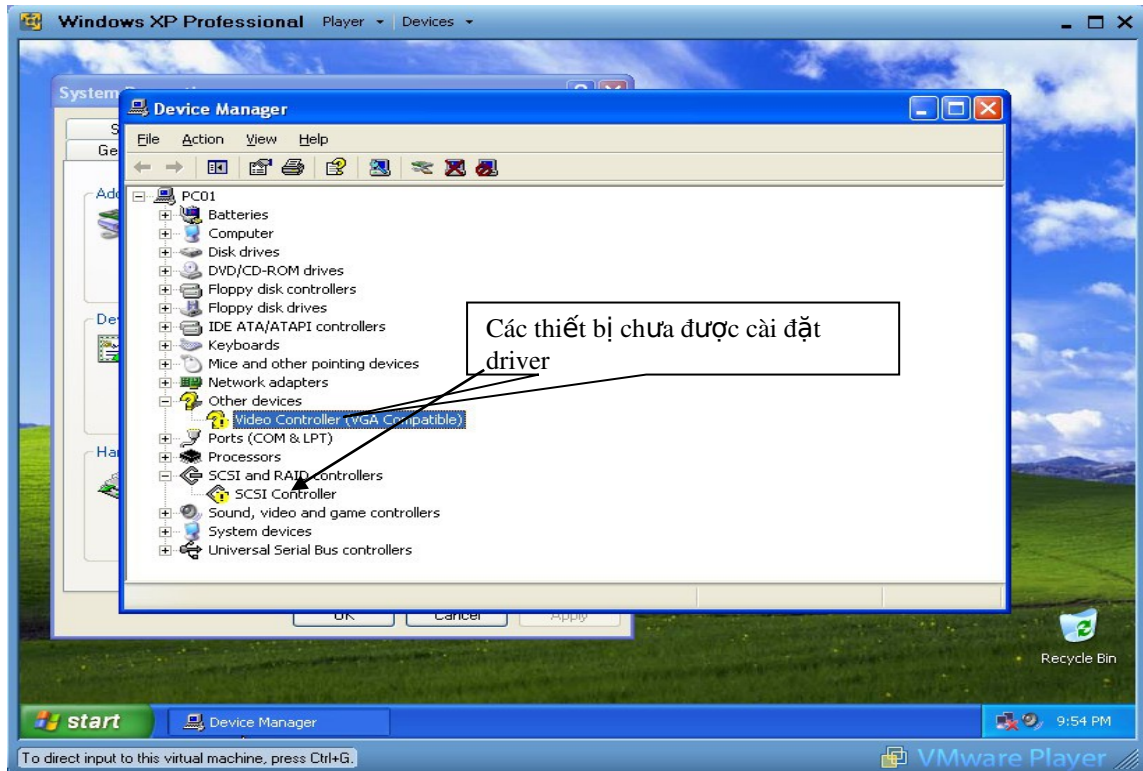 Windows XP Professional Player Devices
System
Device Manager
File Action View Help
Ge
Add
PC01
Batteries
Computer
Disk drives
DVD/CD-ROM drives
Floppy disk controllers
Floppy disk drives
IDE ATA/ATAPI controllers
Keyboards
Mice and other pointing devices
Network adapters
Other devices
Video Controller (VGA Compatible)
Ports (COM & LPT)
Processors
SCSI and RAID controllers
SCSI Controller
Sound, video and game controllers
System devices
Universal Serial Bus controllers
Các thiết bị chưa được cài đặt
driver
De
Ha
OK Cancel Apply
Recycle Bin
start Device Manager 9:54 PM
To direct input to this virtual machine, press Ctrl+G. VMware Player